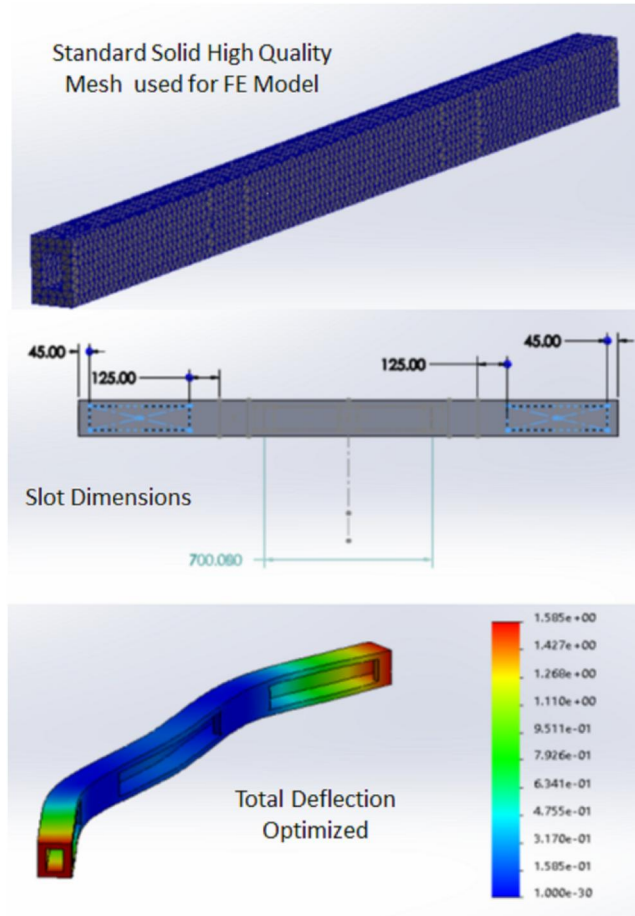 Standard Solid High Quality
Mesh used for FE Model
45.00
125.00
125.00
45.00
Slot Dimensions
700.080
Total Deflection
Optimized
1.585e+00
1.427e+00
1.268e+00
1.110e+00
9.511e-01
7.926e-01
6.341e-01
4.755e-01
3.170e-01
1.585e-01
1.000e-30